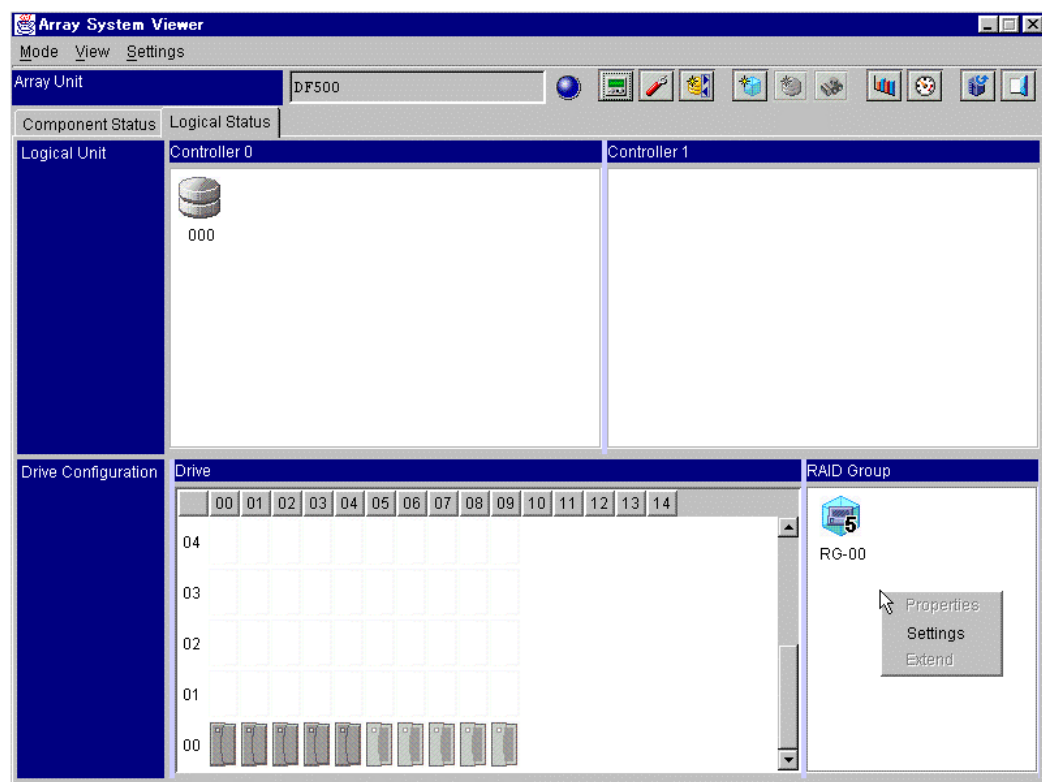 Array System Viewer
Mode View Settings
Array Unit
DF500
Component Status
Logical Status
Logical Unit
Controller 0
Controller 1
000
Drive Configuration
Drive
RAID Group
00 01 02 03 04 05 06 07 08 09 10 11 12 13 14
04
03
02
01
00
5
RG-00
Properties
Settings
Extend